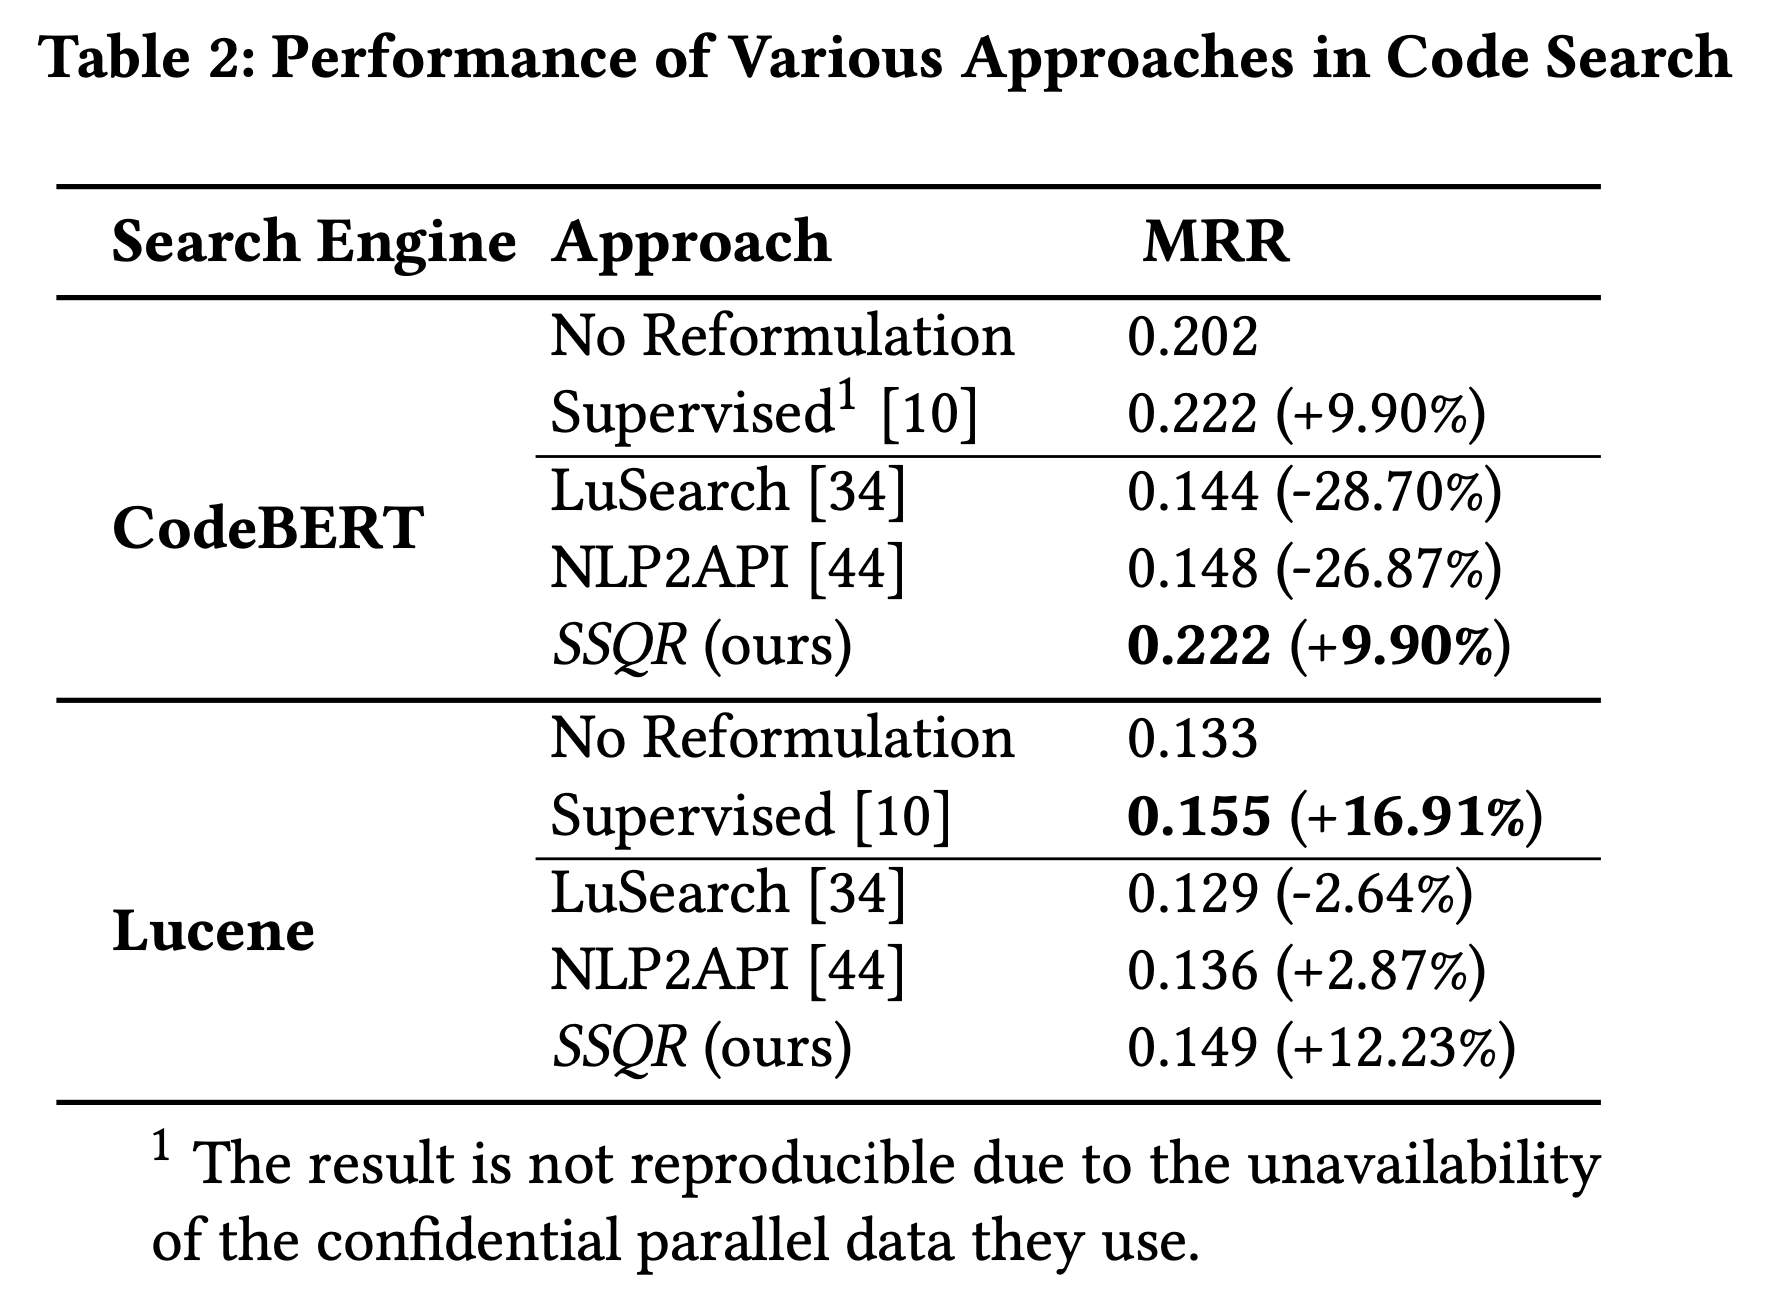 Table 2: Performance of Various Approaches in Code Search
Search Engine Approach MRR
No Reformulation 0.202
Supervised¹ [10] 0.222 (+9.90%)
LuSearch [34] 0.144 (-28.70%)
CodeBERT
NLP2API [44] 0.148 (-26.87%)
SSQR (ours) 0.222 (+9.90%)
No Reformulation 0.133
Supervised [10] 0.155 (+16.91%)
LuSearch [34] 0.129 (-2.64%)
Lucene
NLP2API [44] 0.136 (+2.87%)
SSQR (ours) 0.149 (+12.23%)
¹ The result is not reproducible due to the unavailability
of the confidential parallel data they use.